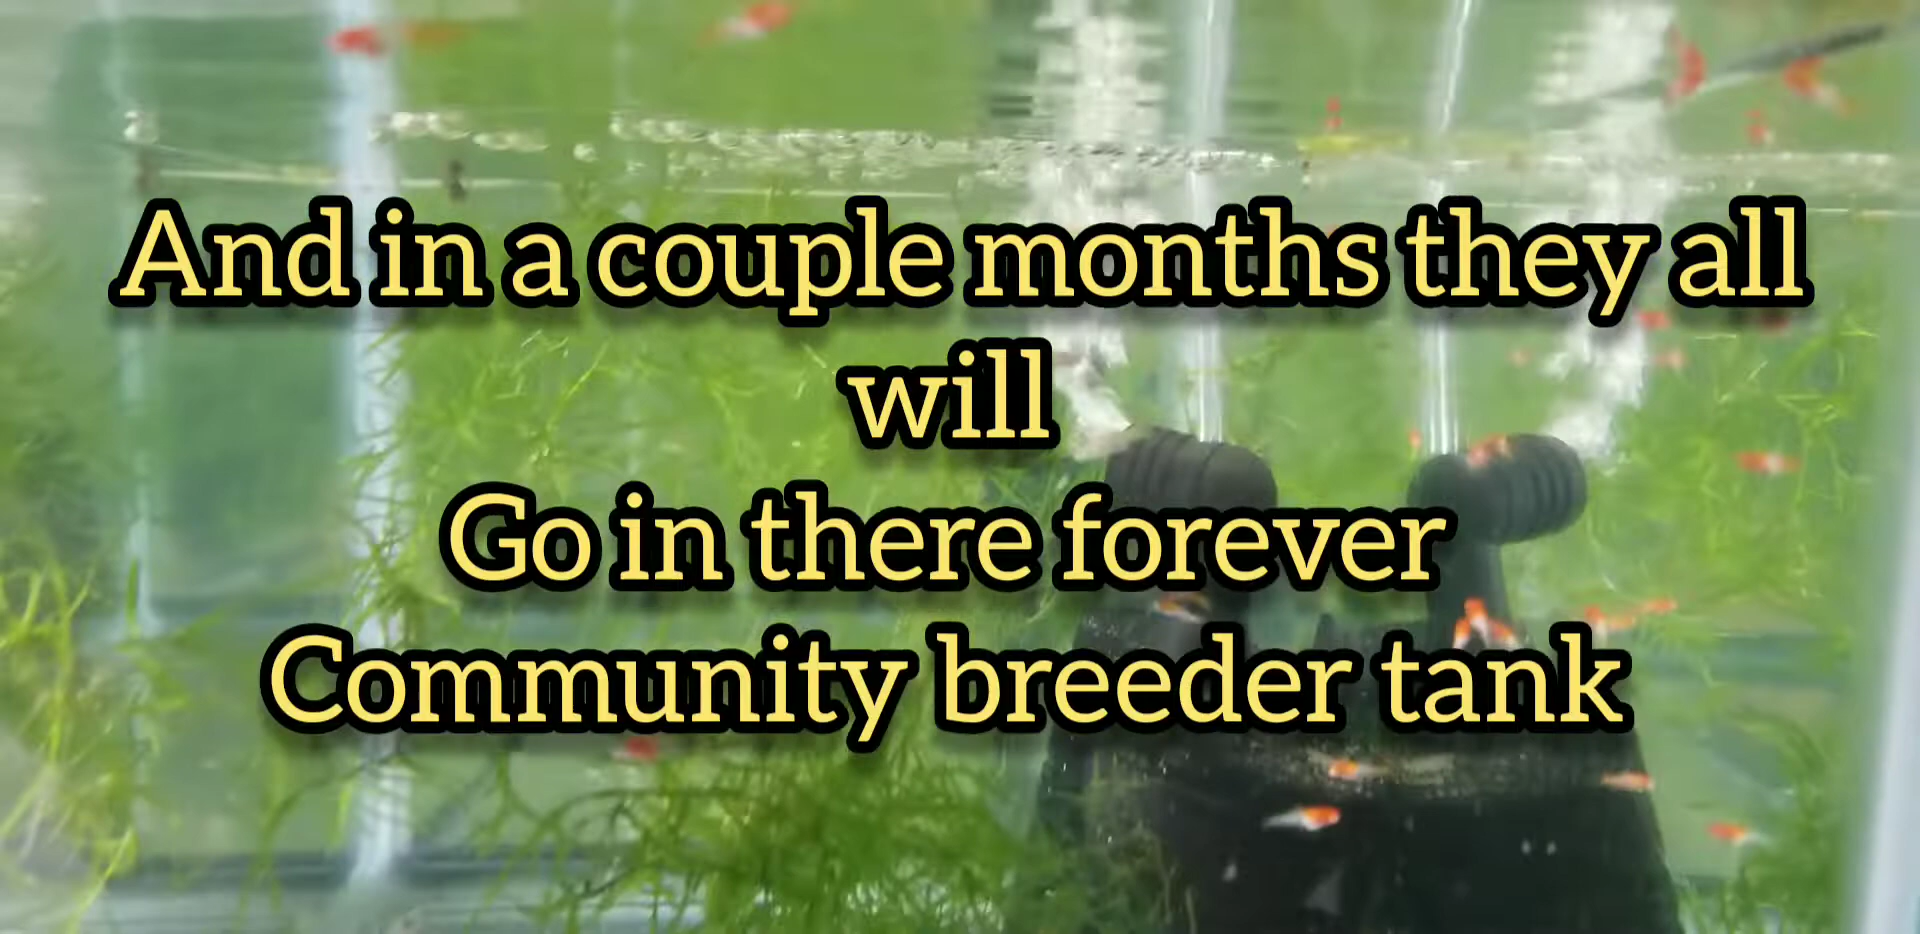 And in a couple months they all
will
Go in there forever
Community breeder tank